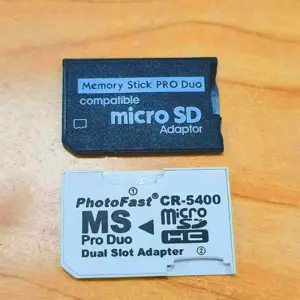 Memory Stick PRO Duo
compatible
micro SD
Adaptor
PhotoFast® CR-5400
①
MS
Pro Duo
micro
SD
HC
Dual Slot Adapter
②